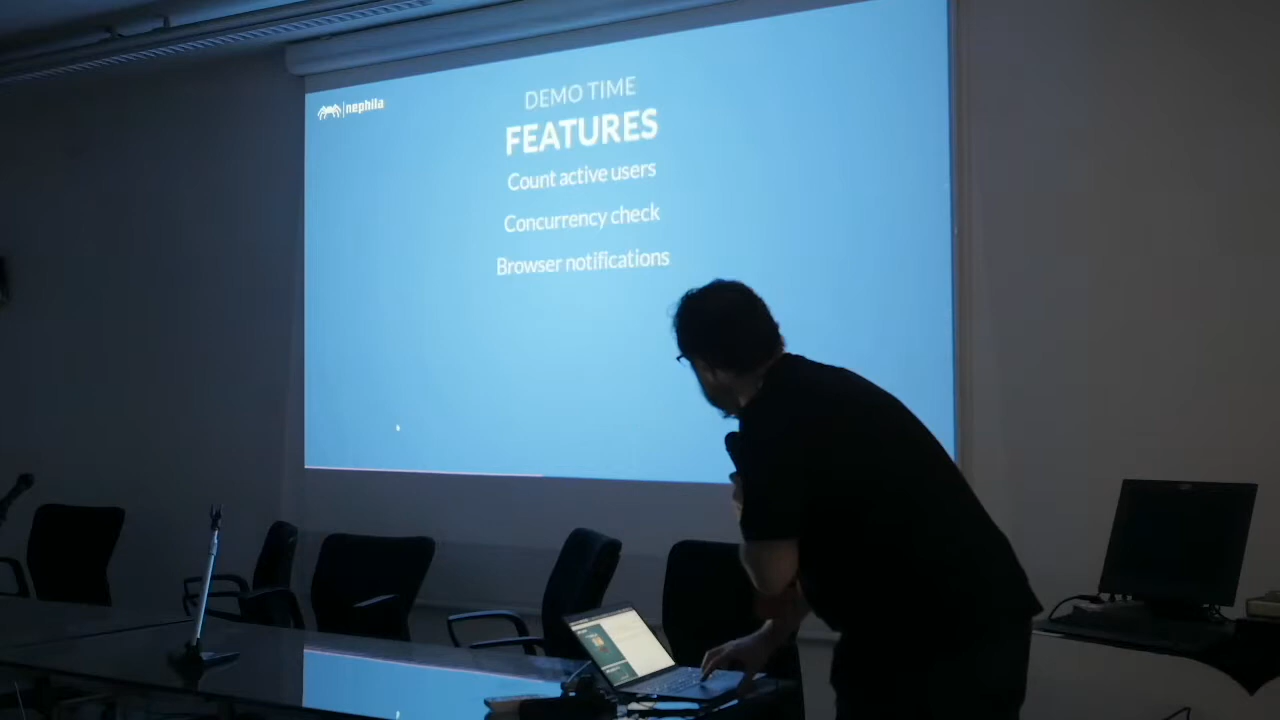 nephila
DEMO TIME
FEATURES
Count active users
Concurrency check
Browser notifications